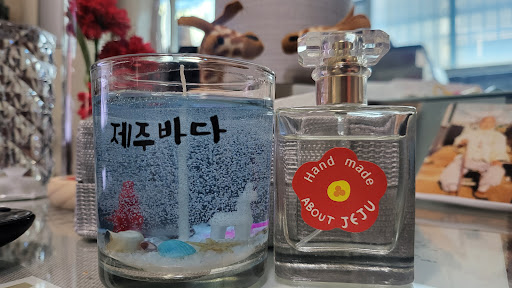 제주바다
Hand made
ABOUT JEJU